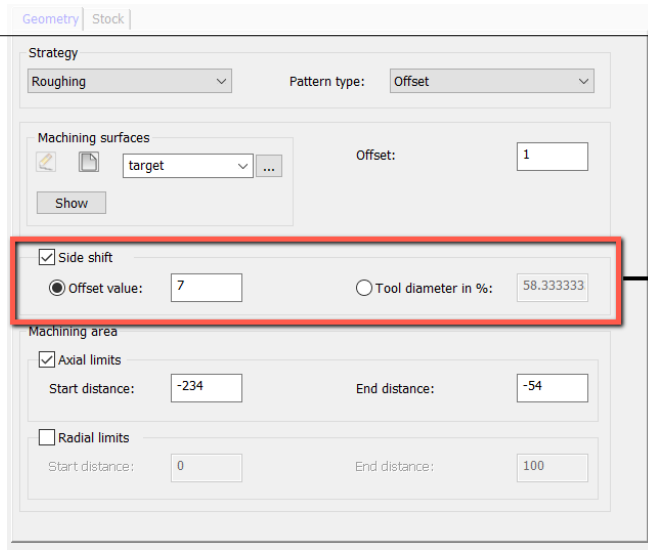 Geometry Stock
Strategy
Roughing Pattern type: Offset
Machining surfaces
target ... Offset: 1
Show
Side shift
Offset value: 7 Tool diameter in %: 58.333333
Machining area
Axial limits
Start distance: -234 End distance: -54
Radial limits
Start distance: 0 End distance: 100